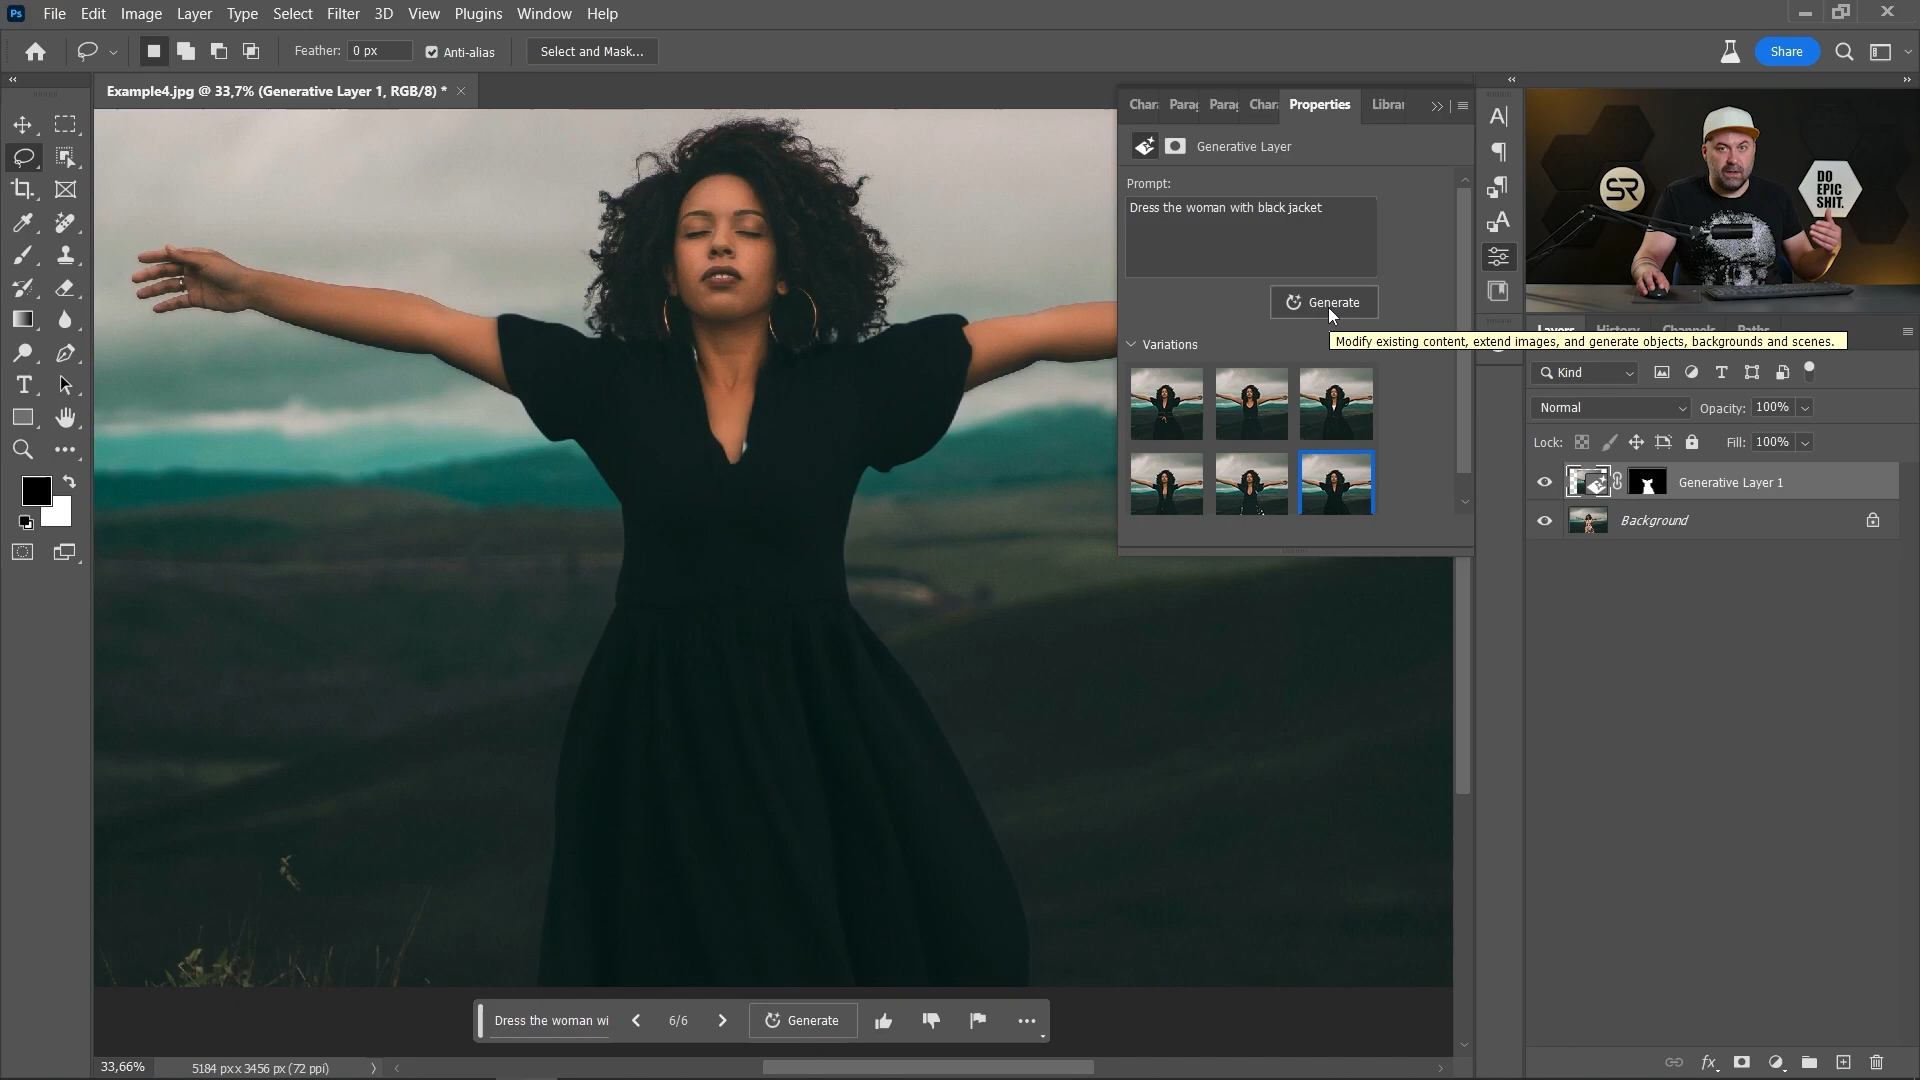 Ps File Edit Image Layer Type Select Filter 3D View Plugins Window Help
Feather: 0 px Anti-alias Select and Mask... Share
Example4.jpg @ 33,7% (Generative Layer 1, RGB/8) *
Char Parag Parag Char Properties Librar
Generative Layer
Prompt:
Dress the woman with black jacket
Generate
Modify existing content, extend images, and generate objects, backgrounds and scenes.
Variations
SR
DO
EPIC
SHIT.
Layers History Channels Paths
Kind
Normal Opacity: 100%
Lock: Fill: 100%
Generative Layer 1
Background
Dress the woman wi 6/6 Generate
33,66% 5184 px x 3456 px (72 ppi)
fx